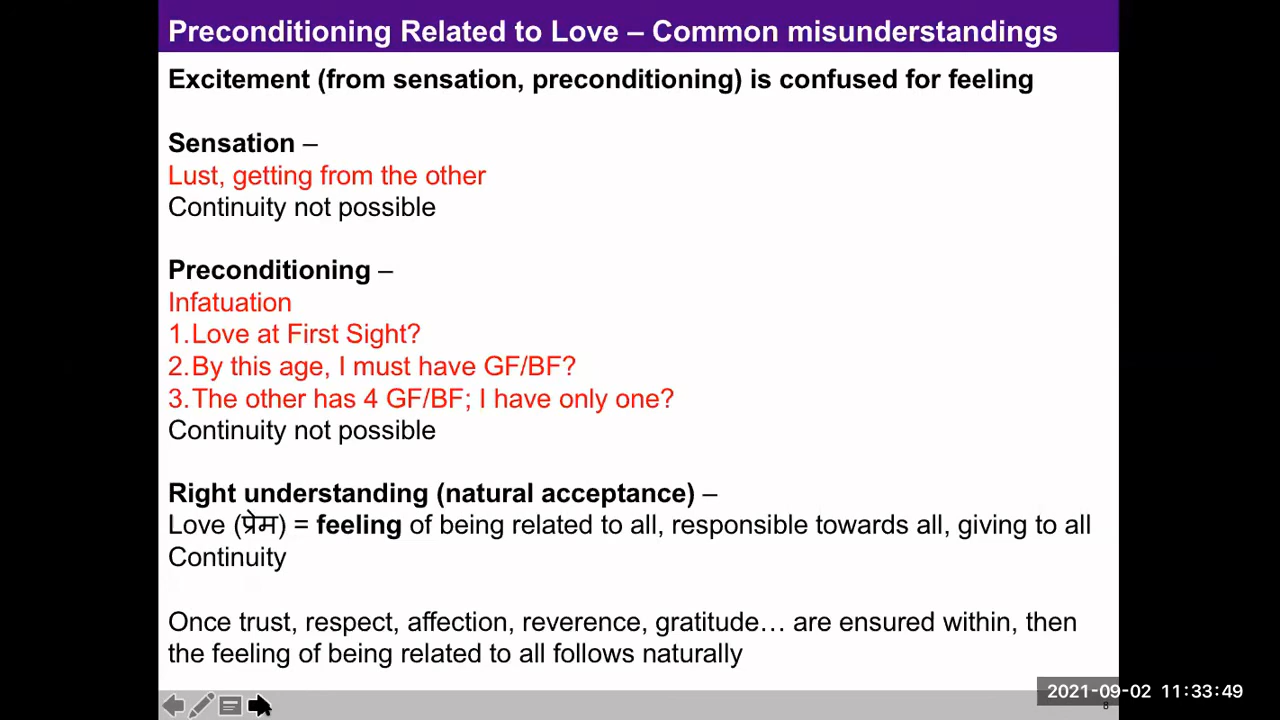 Preconditioning Related to Love – Common misunderstandings
Excitement (from sensation, preconditioning) is confused for feeling
Sensation –
Lust, getting from the other
Continuity not possible
Preconditioning –
Infatuation
1.Love at First Sight?
2.By this age, I must have GF/BF?
3.The other has 4 GF/BF; I have only one?
Continuity not possible
Right understanding (natural acceptance) –
Love (प्रेम) = feeling of being related to all, responsible towards all, giving to all
Continuity
Once trust, respect, affection, reverence, gratitude… are ensured within, then
the feeling of being related to all follows naturally
2021-09-02 11:33:49
8